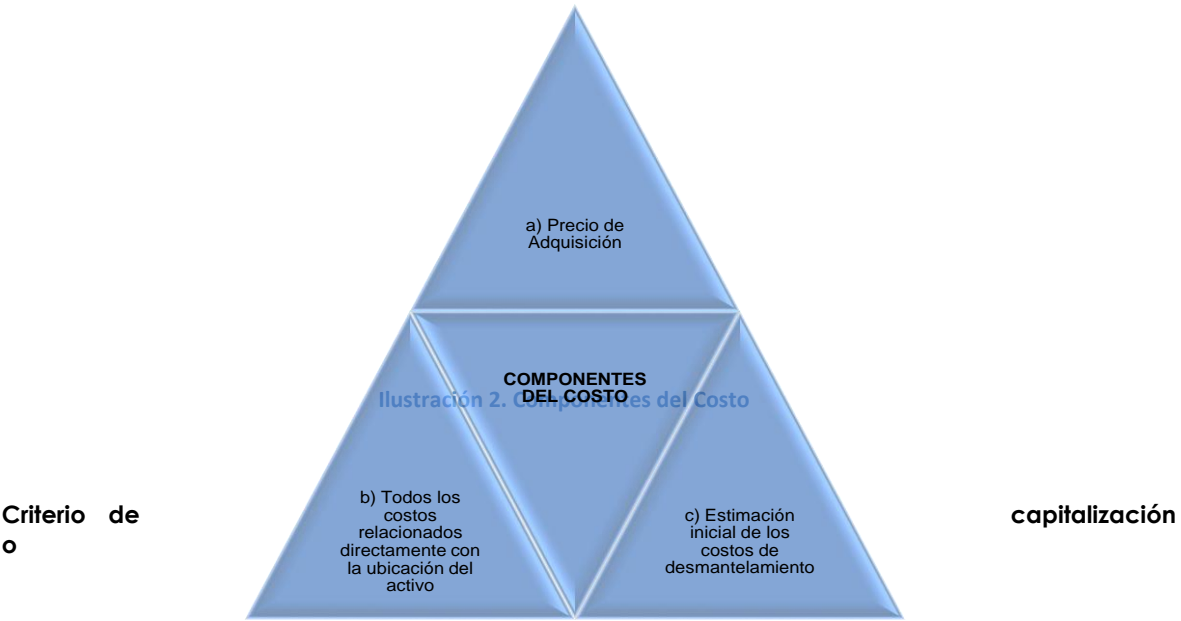 a) Precio de
Adquisición
COMPONENTES
DEL COSTO
Ilustración 2. Componentes del Costo
b) Todos los
costos
relacionados
directamente con
la ubicación del
activo
c) Estimación
inicial de los
costos de
desmantelamiento
Criterio de capitalización
o